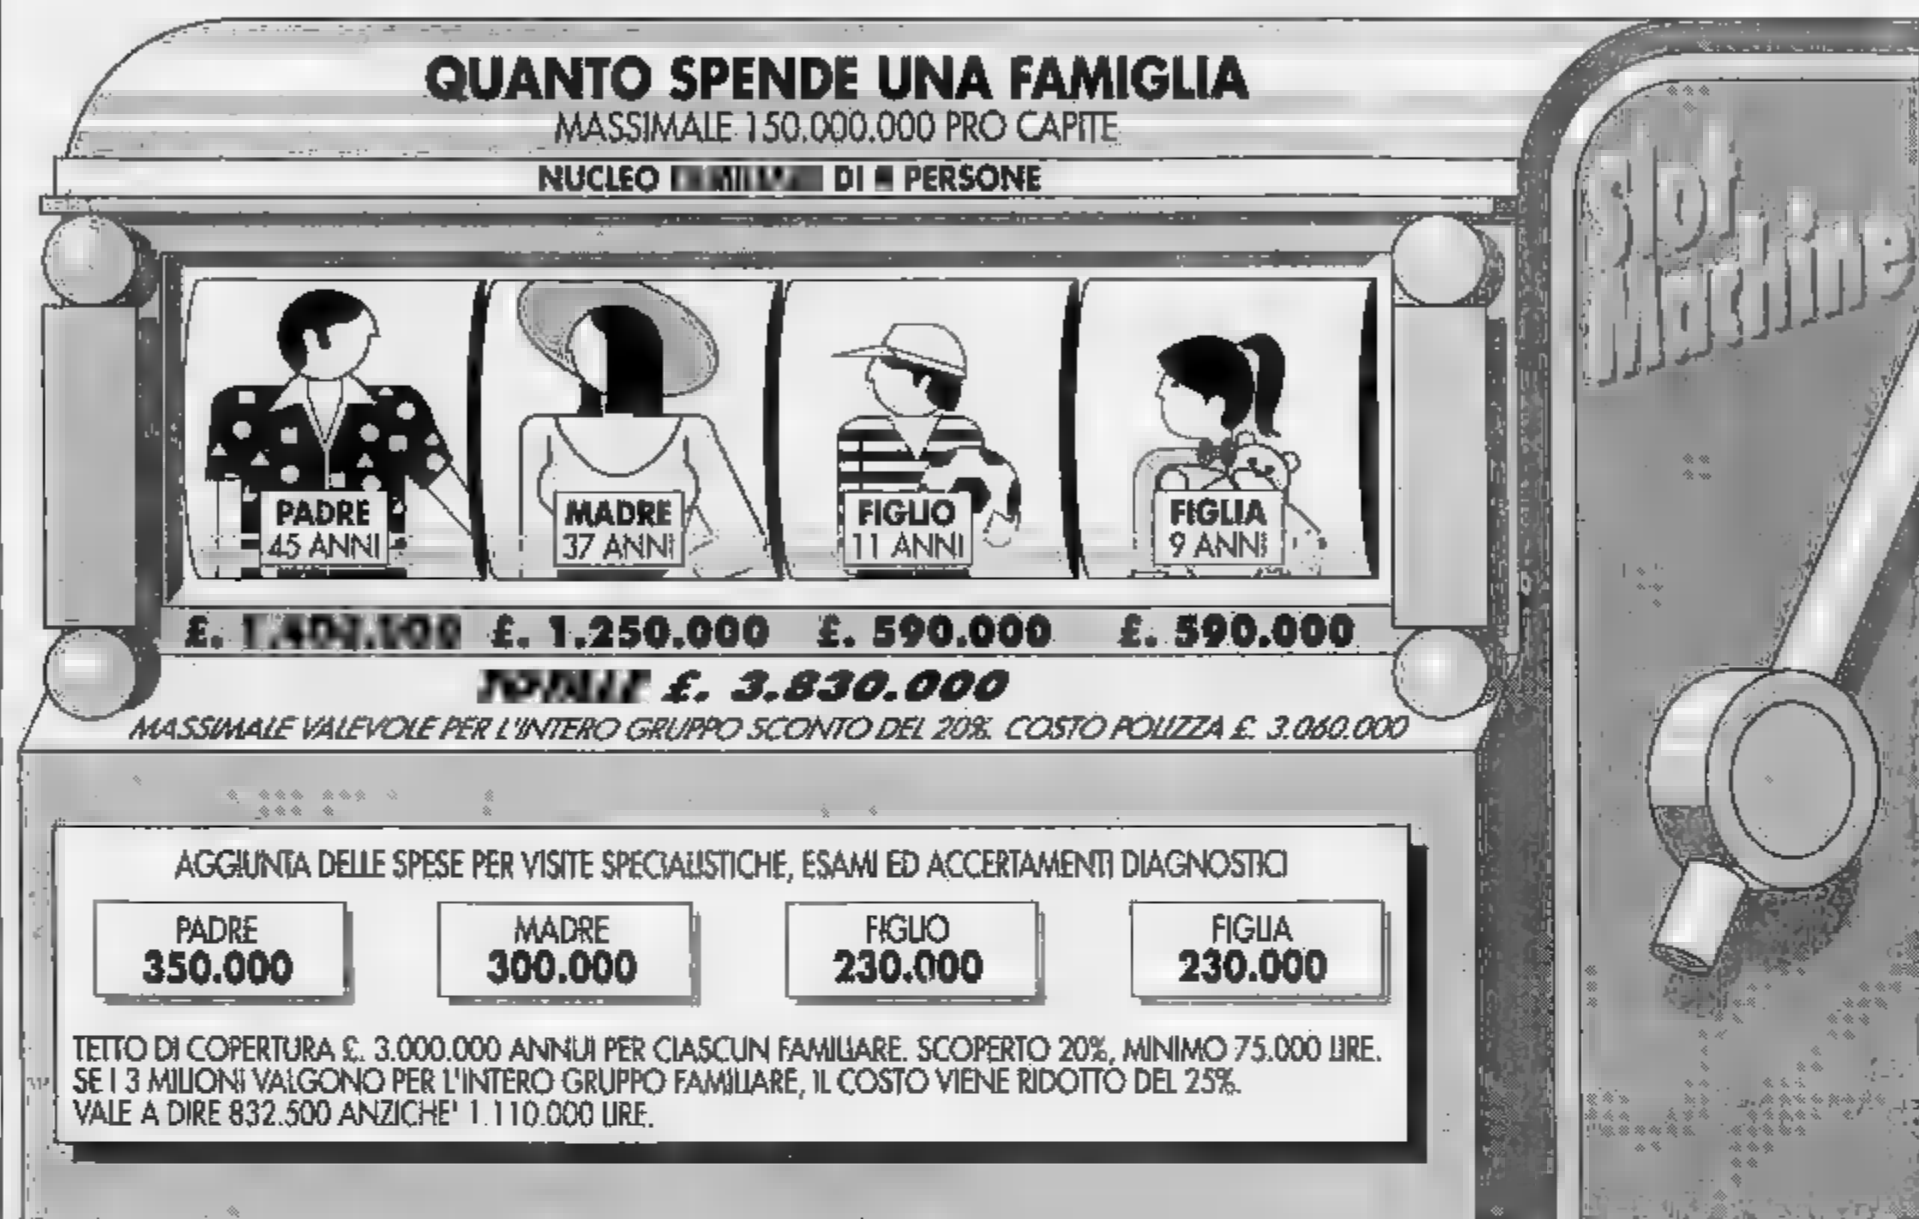 QUANTO SPENDE UNA FAMIGLIA
MASSIMALE 150.000.000 PRO CAPITE
NUCLEO DI PERSONE
Slot
Machine
PADRE
45 ANNI
MADRE
37 ANNI
FIGLIO
11 ANNI
FIGLIA
9 ANNI
£. £. 1.250.000 £. 590.000 £. 590.000
£. 3.830.000
MASSIMALE VALEVOLE PER L'INTERO GRUPPO SCONTO DEL 20%. COSTO POLIZZA £. 3.060.000
AGGIUNTA DELLE SPESE PER VISITE SPECIALISTICHE, ESAMI ED ACCERTAMENTI DIAGNOSTICI
PADRE
350.000
MADRE
300.000
FIGLIO
230.000
FIGLIA
230.000
TETTO DI COPERTURA £. 3.000.000 ANNUI PER CIASCUN FAMILIARE. SCOPERTO 20%, MINIMO 75.000 LIRE.
SE I 3 MILIONI VALGONO PER L'INTERO GRUPPO FAMILIARE, IL COSTO VIENE RIDOTTO DEL 25%.
VALE A DIRE 832.500 ANZICHE' 1.110.000 LIRE.